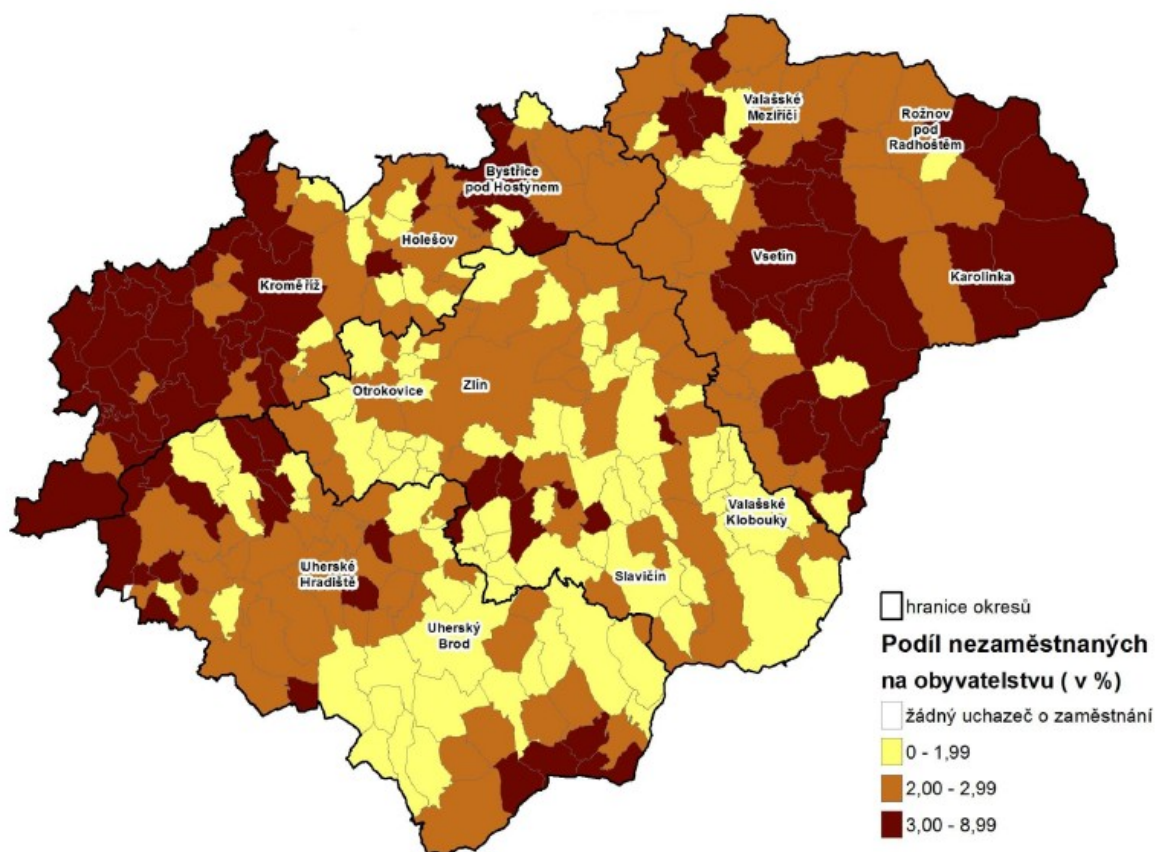 Valašské
Meziříčí
Rožnov
pod
Radhoštěm
Bystřice
pod Hostýnem
Holešov
Kroměříž
Vsetín
Karolinka
Otrokovice
Zlín
Valašské
Klobouky
Uherské
Hradiště
Slavičín
Uherský
Brod
hranice okresů
Podíl nezaměstnaných
na obyvatelstvu ( v %)
žádný uchazeč o zaměstnání
0 - 1,99
2,00 - 2,99
3,00 - 8,99